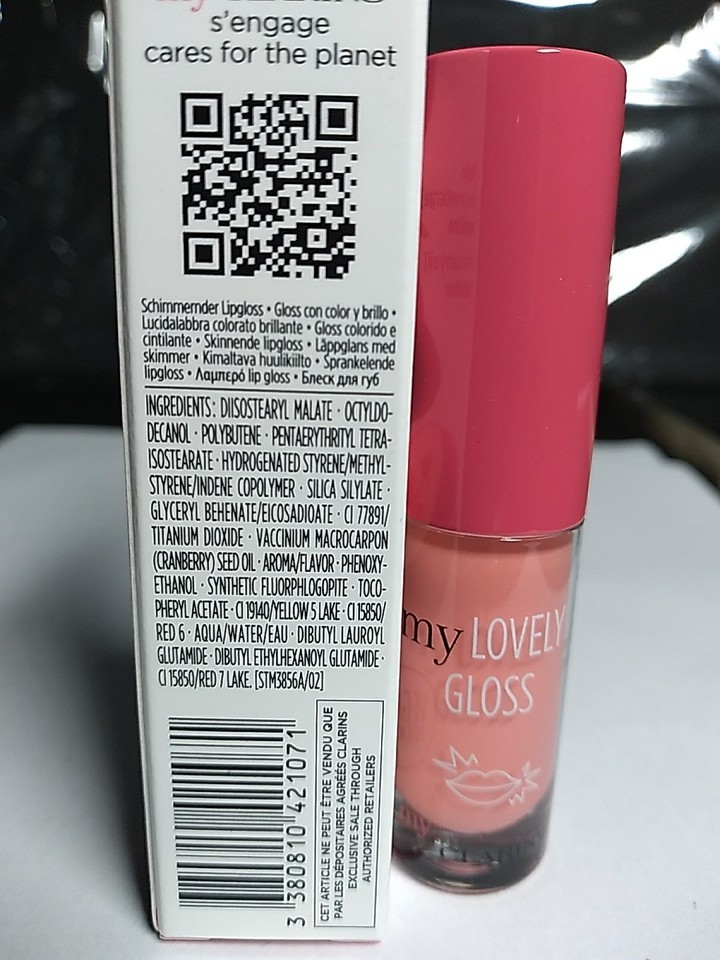 my CLARINS
s'engage
cares for the planet
Schimmernder Lipgloss • Gloss con color y brillo •
Lucidalabbra colorato brillante • Gloss colorido e
cintilante • Skinnende lipgloss • Läppglans med
skimmer • Kimaltava huulikiilto • Sprankelende
lipgloss • Λαμπερό lip gloss • Блеск для губ
INGREDIENTS: DIISOSTEARYL MALATE · OCTYLDO-
DECANOL · POLYBUTENE · PENTAERYTHRITYL TETRA-
ISOSTEARATE · HYDROGENATED STYRENE/METHYL-
STYRENE/INDENE COPOLYMER · SILICA SILYLATE ·
GLYCERYL BEHENATE/EICOSADIOATE · CI 77891/
TITANIUM DIOXIDE · VACCINIUM MACROCARPON
(CRANBERRY) SEED OIL · AROMA/FLAVOR · PHENOXY-
ETHANOL · SYNTHETIC FLUORPHLOGOPITE · TOCO-
PHERYL ACETATE · CI 19140/YELLOW 5 LAKE · CI 15850/
RED 6 · AQUA/WATER/EAU · DIBUTYL LAUROYL
GLUTAMIDE · DIBUTYL ETHYLHEXANOYL GLUTAMIDE ·
CI 15850/RED 7 LAKE. [STM3856A/02]
3 380810 421071
CET ARTICLE NE PEUT ÊTRE VENDU QUE
PAR LES DÉPOSITAIRES AGRÉÉS CLARINS
EXCLUSIVE SALE THROUGH
AUTHORIZED RETAILERS
my LOVELY
GLOSS
my
CLARINS